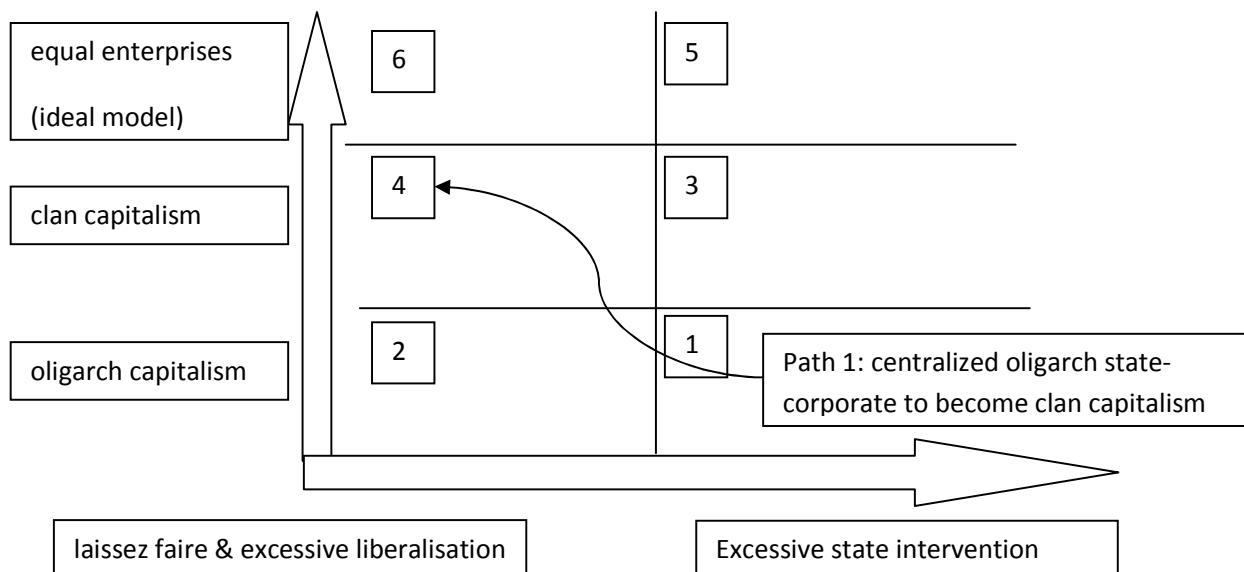 equal enterprises
(ideal model)
6
5
clan capitalism
4
3
oligarch capitalism
2
1
Path 1: centralized oligarch state-
corporate to become clan capitalism
laissez faire & excessive liberalisation
Excessive state intervention